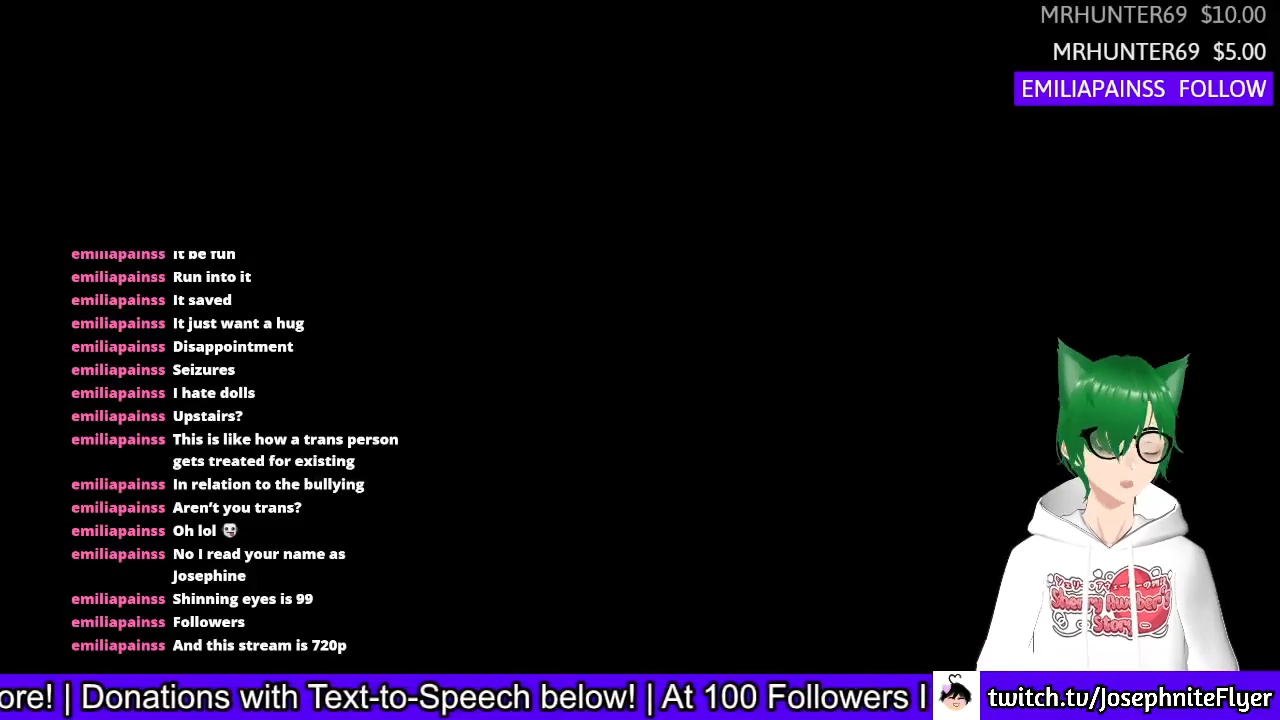 MRHUNTER69 $10.00
MRHUNTER69 $5.00
EMILIAPAINSS FOLLOW
emiliapainss It be fun
emiliapainss Run into it
emiliapainss It saved
emiliapainss It just want a hug
emiliapainss Disappointment
emiliapainss Seizures
emiliapainss I hate dolls
emiliapainss Upstairs?
emiliapainss This is like how a trans person
gets treated for existing
emiliapainss In relation to the bullying
emiliapainss Aren't you trans?
emiliapainss Oh lol
emiliapainss No I read your name as
Josephine
emiliapainss Shinning eyes is 99
emiliapainss Followers
emiliapainss And this stream is 720p
Story
ore! | Donations with Text-to-Speech below! | At 100 Followers I
twitch.tv/JosephniteFlyer